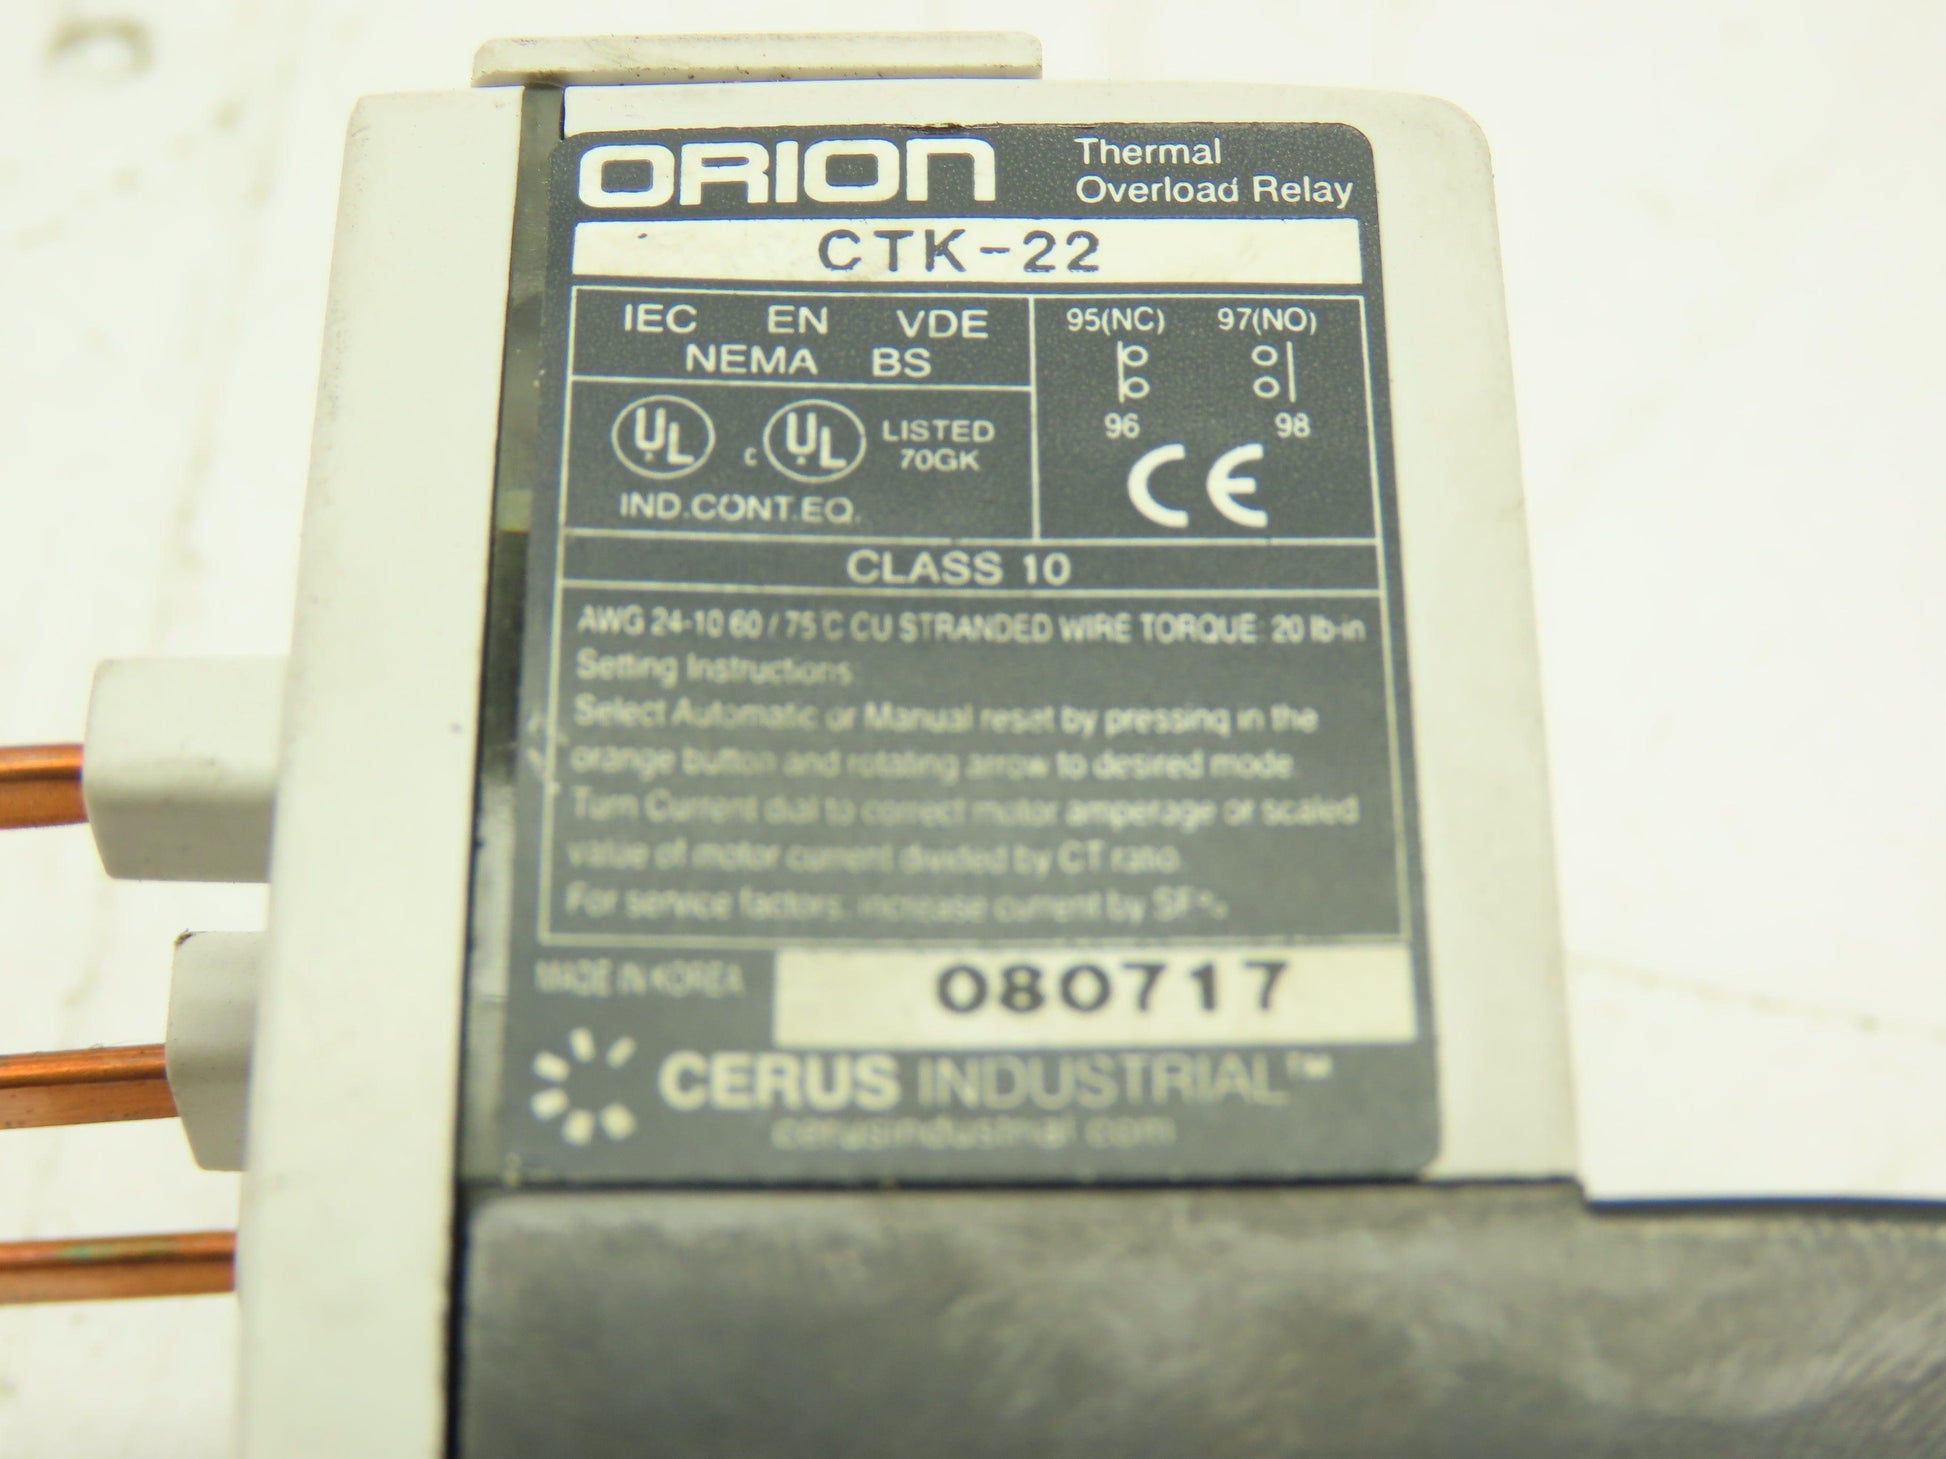 ORION
Thermal
Overload Relay
CTK-22
IEC EN VDE
NEMA BS
95(NC) 97(NO)
96 98
UL c UL LISTED
70GK
IND.CONT.EQ.
CE
CLASS 10
AWG 24-10 60 / 75°C CU STRANDED WIRE TORQUE: 20 lb-in
Setting Instructions:
Select Automatic or Manual reset by pressing in the
orange button and rotating arrow to desired mode.
Turn Current dial to correct motor amperage or scaled
value of motor current divided by CT ratio.
For service factors, increase current by SF%.
MADE IN KOREA
080717
CERUS INDUSTRIAL™
cerusindustrial.com